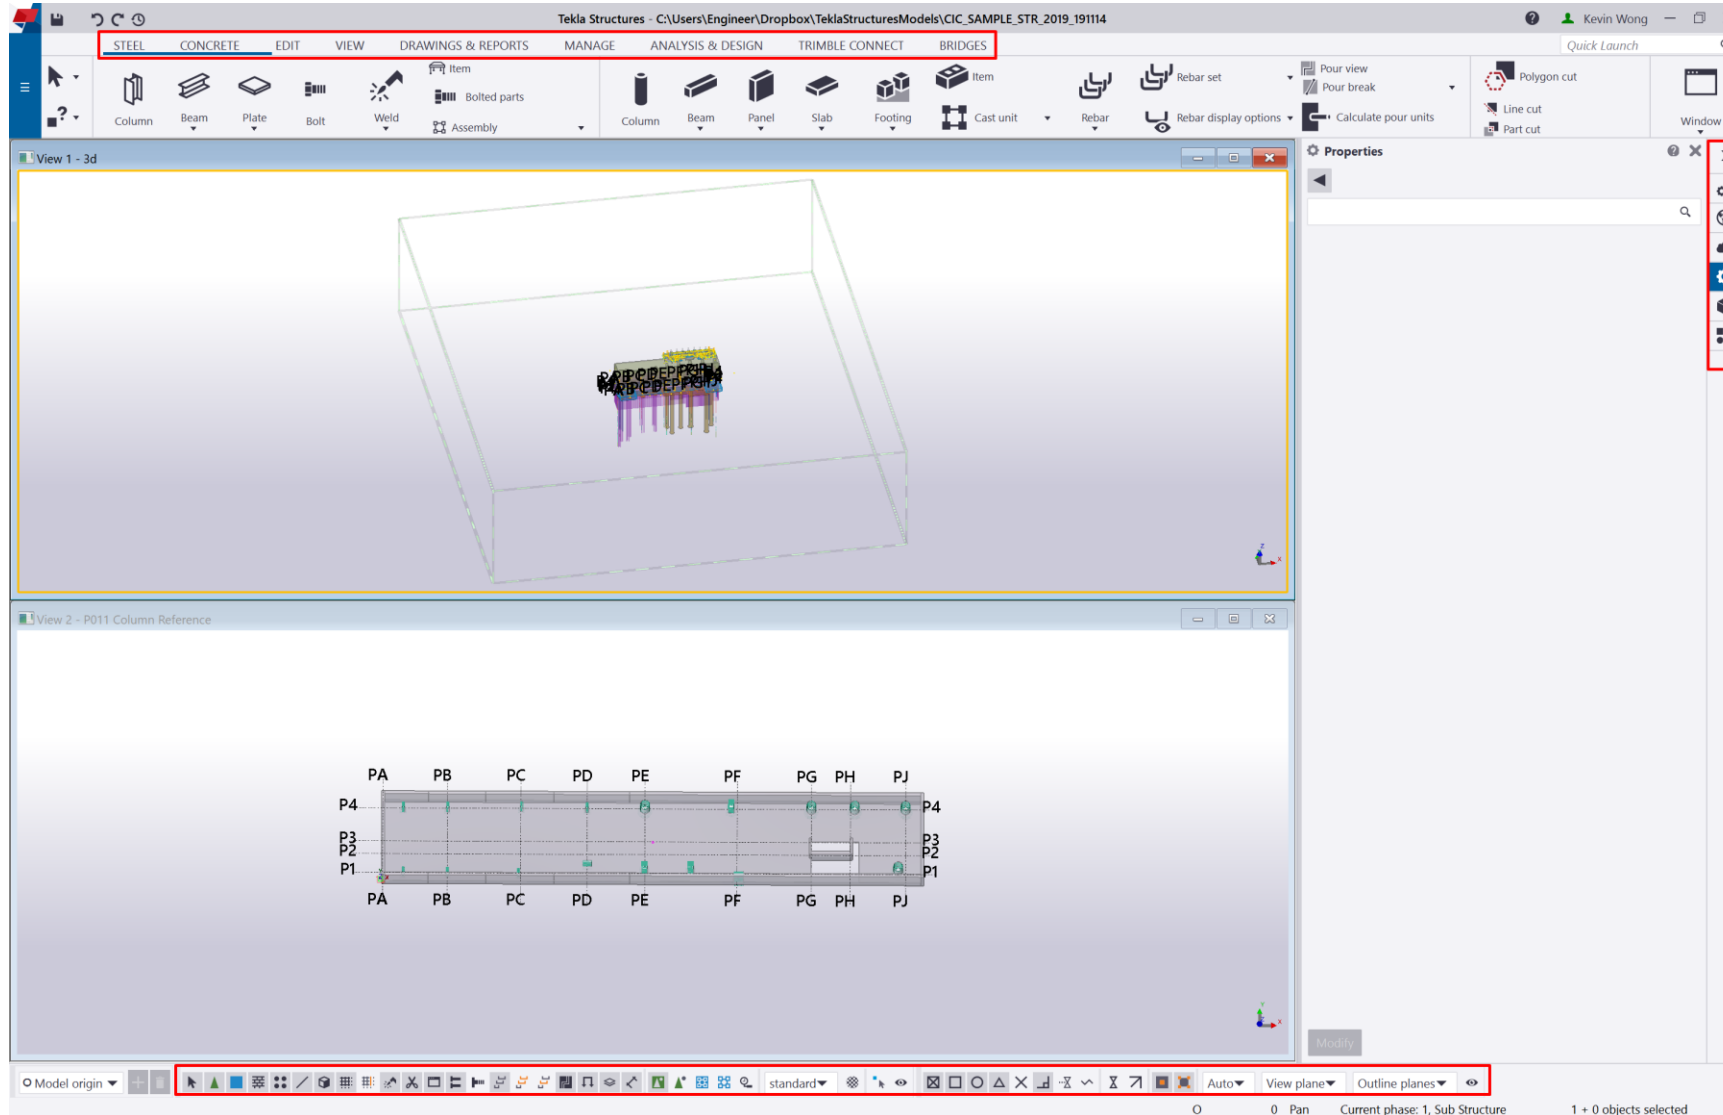 Tekla Structures - C:\Users\Engineer\Dropbox\TeklaStructuresModels\CIC_SAMPLE_STR_2019_191114
Kevin Wong
STEEL CONCRETE EDIT VIEW DRAWINGS & REPORTS MANAGE ANALYSIS & DESIGN TRIMBLE CONNECT BRIDGES
Quick Launch
Column Beam Plate Bolt Weld
Item
Bolted parts
Assembly
Column Beam Panel Slab Footing
Item
Cast unit
Rebar
Rebar set
Rebar display options
Pour view
Pour break
Calculate pour units
Polygon cut
Line cut
Part cut
Window
View 1 - 3d
Properties
z
x
View 2 - P011 Column Reference
PA PB PC PD PE PF PG PH PJ
P4 P4
P3 P3
P2 P2
P1 P1
PA PB PC PD PE PF PG PH PJ
x
Modify
Model origin
standard
Auto
View plane
Outline planes
O 0 Pan Current phase: 1, Sub Structure 1 + 0 objects selected